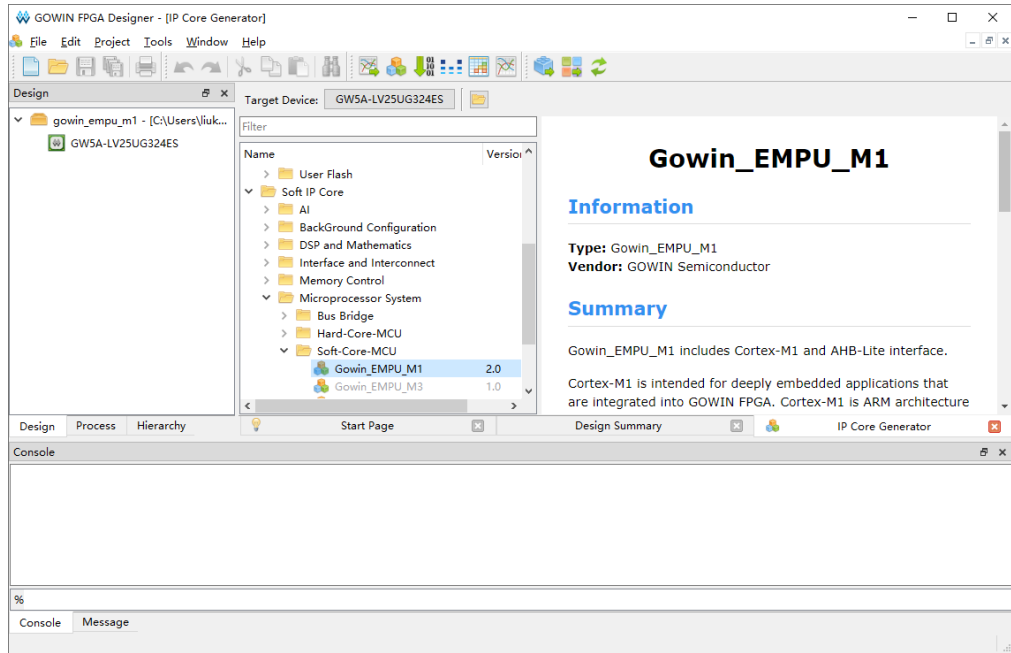 GOWIN FPGA Designer - [IP Core Generator]
File Edit Project Tools Window Help
Design
gowin_empu_m1 - [C:\Users\liuk...
GW5A-LV25UG324ES
Target Device: GW5A-LV25UG324ES
Filter
Name Version
User Flash
Soft IP Core
AI
BackGround Configuration
DSP and Mathematics
Interface and Interconnect
Memory Control
Microprocessor System
Bus Bridge
Hard-Core-MCU
Soft-Core-MCU
Gowin_EMPU_M1 2.0
Gowin_EMPU_M3 1.0
Gowin_EMPU_M1
Information
Type: Gowin_EMPU_M1
Vendor: GOWIN Semiconductor
Summary
Gowin_EMPU_M1 includes Cortex-M1 and AHB-Lite interface.
Cortex-M1 is intended for deeply embedded applications that
are integrated into GOWIN FPGA. Cortex-M1 is ARM architecture
Design Process Hierarchy
Start Page Design Summary IP Core Generator
Console
%
Console Message